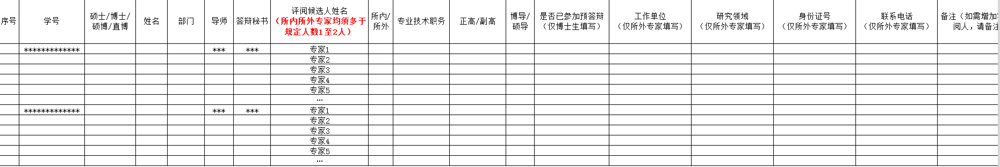 序号
学号
硕士/博士/
硕博/直博
姓名
部门
导师
答辩秘书
评阅候选人姓名
（所内所外专家均须多于
规定人数1至2人）
所内/
所外
专业技术职务
正高/副高
博导/
硕导
是否已参加预答辩
（仅博士生填写）
工作单位
（仅所外专家填写）
研究领域
（仅所外专家填写）
身份证号
（仅所外专家填写）
联系电话
（仅所外专家填写）
备注（如需增加
阅人，请备注
************* *** *** 专家1
专家2
专家3
专家4
专家5
…
************* *** *** 专家1
专家2
专家3
专家4
专家5
…